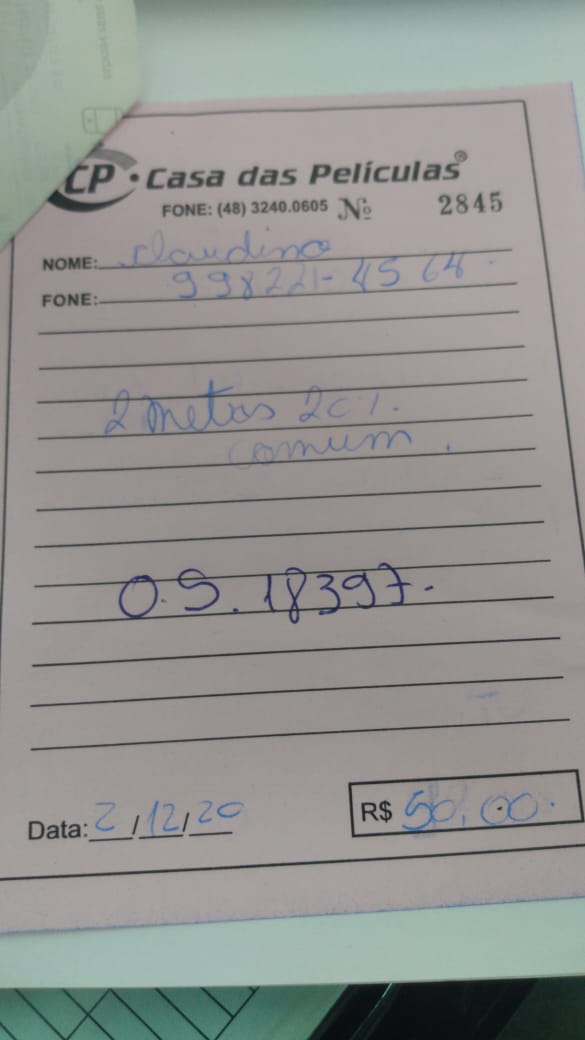 CP · Casa das Películas®
FONE: (48) 3240.0605 Nº 2845
NOME: Claudino
FONE: 998221-4564
2 metros
comum.
O.S. 18397.
Data: 2/12/20 R$ 50,00.